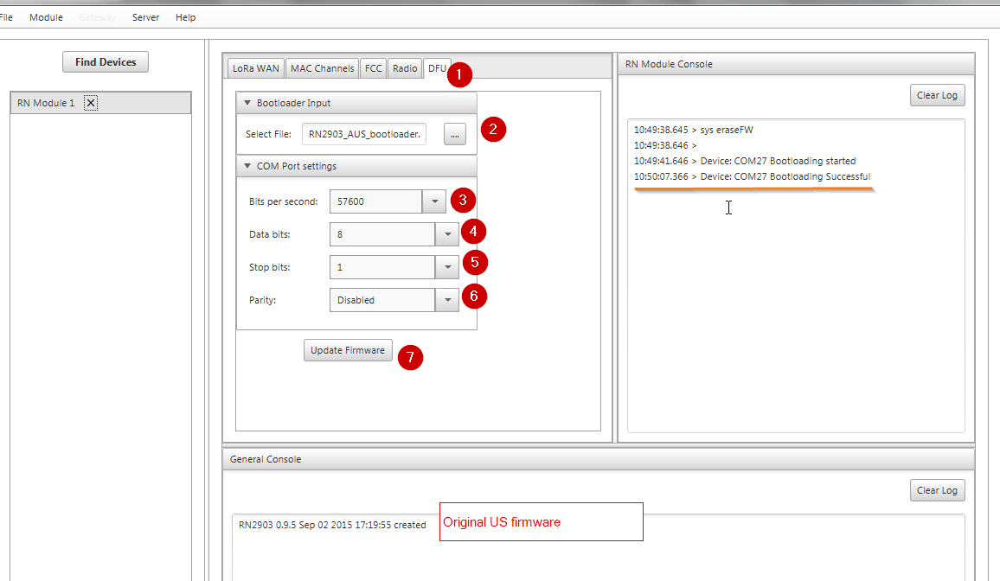 File Module Gateway Server Help
Find Devices
RN Module 1 X
LoRa WAN MAC Channels FCC Radio DFU 1
Bootloader Input
Select File: RN2903_AUS_bootloader. .... 2
COM Port settings
Bits per second: 57600 3
Data bits: 8 4
Stop bits: 1 5
Parity: Disabled 6
Update Firmware 7
RN Module Console
Clear Log
10:49:38.645 > sys eraseFW
10:49:38.646 >
10:49:41.646 > Device: COM27 Bootloading started
10:50:07.366 > Device: COM27 Bootloading Successful
General Console
Clear Log
RN2903 0.9.5 Sep 02 2015 17:19:55 created
Original US firmware